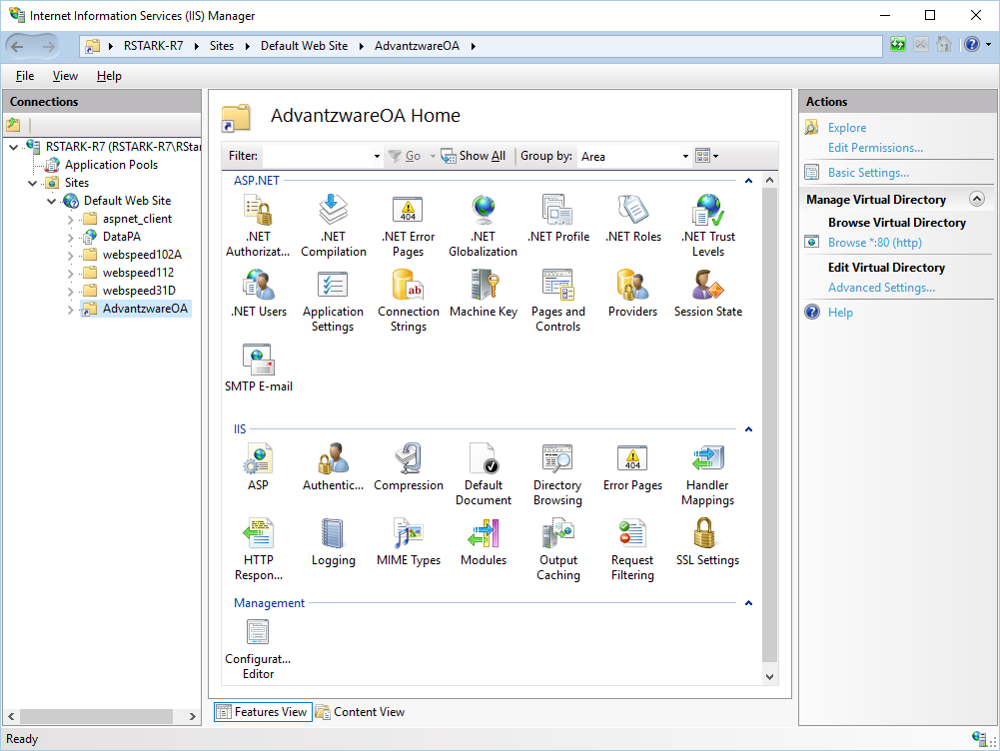 Internet Information Services (IIS) Manager
RSTARK-R7 Sites Default Web Site AdvantzwareOA
File View Help
Connections
RSTARK-R7 (RSTARK-R7\RStar
Application Pools
Sites
Default Web Site
aspnet_client
DataPA
webspeed102A
webspeed112
webspeed31D
AdvantzwareOA
AdvantzwareOA Home
Filter: Go Show All Group by: Area
ASP.NET
.NET Authorizat...
.NET Compilation
.NET Error Pages
.NET Globalization
.NET Profile
.NET Roles
.NET Trust Levels
.NET Users
Application Settings
Connection Strings
Machine Key
Pages and Controls
Providers
Session State
SMTP E-mail
IIS
ASP
Authentic...
Compression
Default Document
Directory Browsing
Error Pages
Handler Mappings
HTTP Respon...
Logging
MIME Types
Modules
Output Caching
Request Filtering
SSL Settings
Management
Configurat... Editor
Features View Content View
Actions
Explore
Edit Permissions...
Basic Settings...
Manage Virtual Directory
Browse Virtual Directory
Browse *:80 (http)
Edit Virtual Directory
Advanced Settings...
Help
Ready